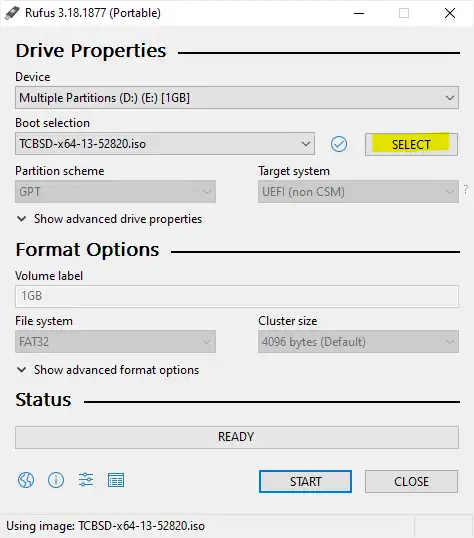 Rufus 3.18.1877 (Portable)
Drive Properties
Device
Multiple Partitions (D:) (E:) [1GB]
Boot selection
TCBSD-x64-13-52820.iso
SELECT
Partition scheme
Target system
GPT
UEFI (non CSM)
?
Show advanced drive properties
Format Options
Volume label
1GB
File system
Cluster size
FAT32
4096 bytes (Default)
Show advanced format options
Status
READY
START
CLOSE
Using image: TCBSD-x64-13-52820.iso